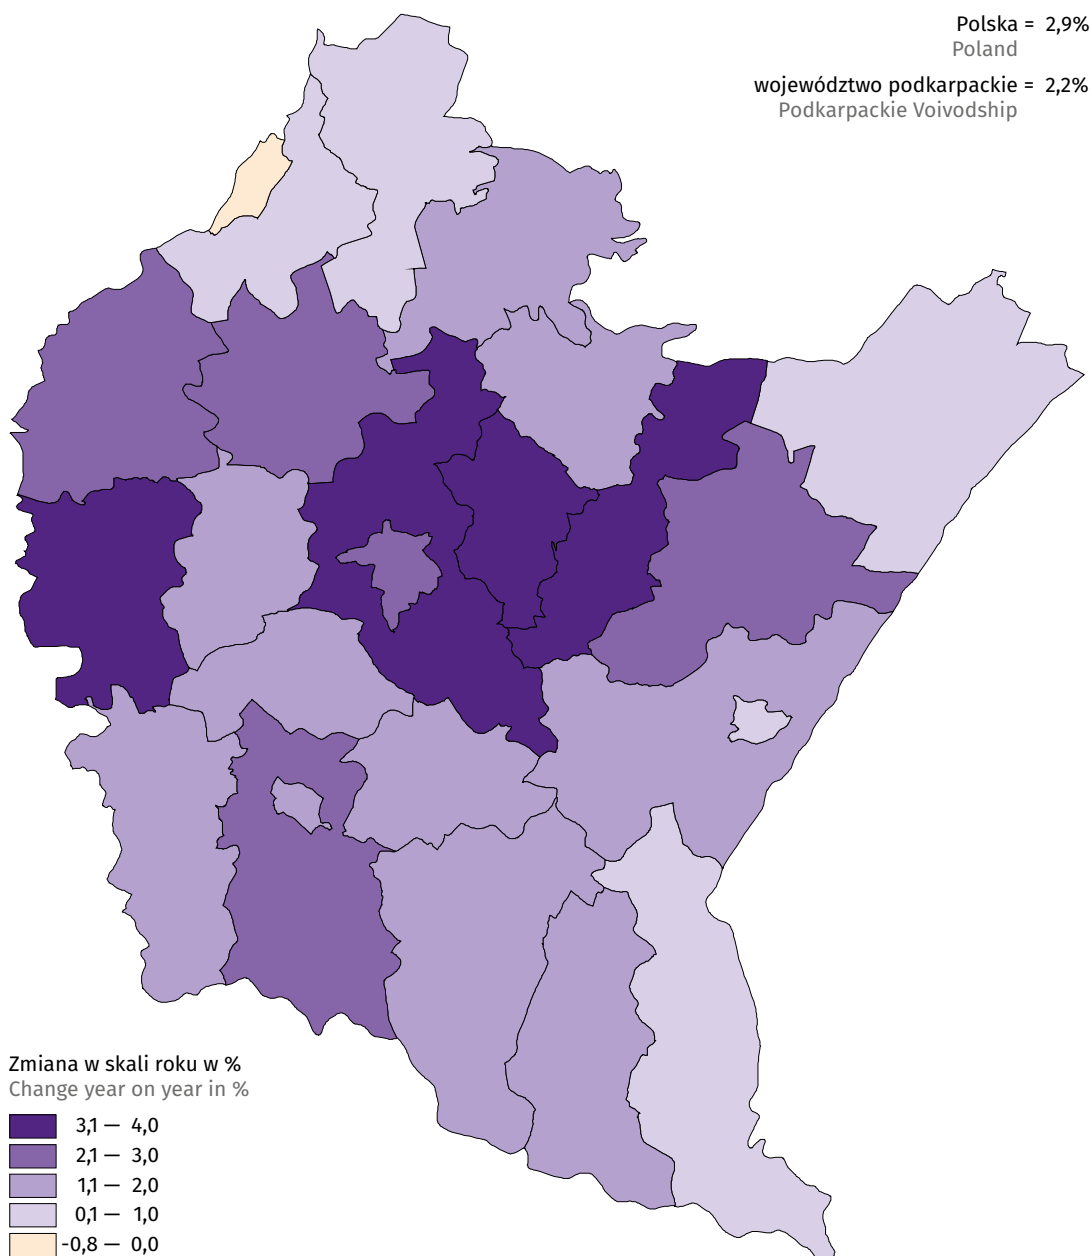 Polska = 2,9%
Poland
województwo podkarpackie = 2,2%
Podkarpackie Voivodship
Zmiana w skali roku w %
Change year on year in %
3,1 — 4,0
2,1 — 3,0
1,1 — 2,0
0,1 — 1,0
-0,8 — 0,0